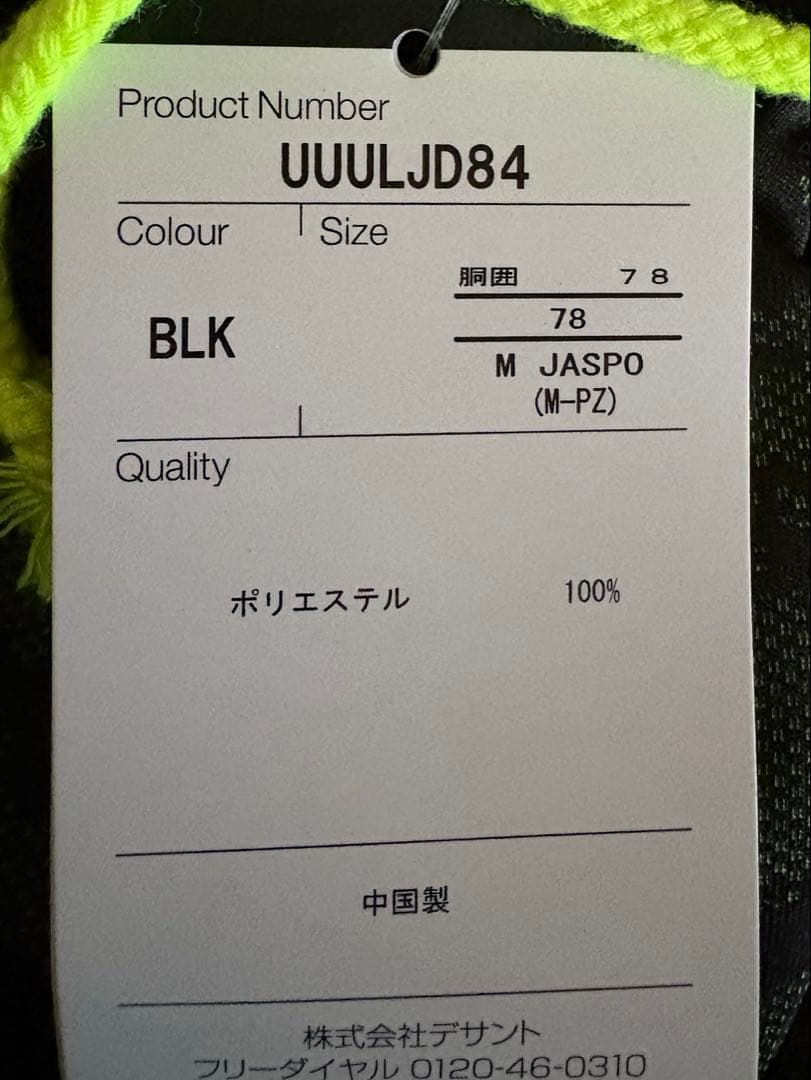 Product Number
UUULJD84
Colour
Size
胴囲 78
BLK
78
M JASPO
(M-PZ)
Quality
ポリエステル 100%
中国製
株式会社デサント
フリーダイヤル 0120-46-0310